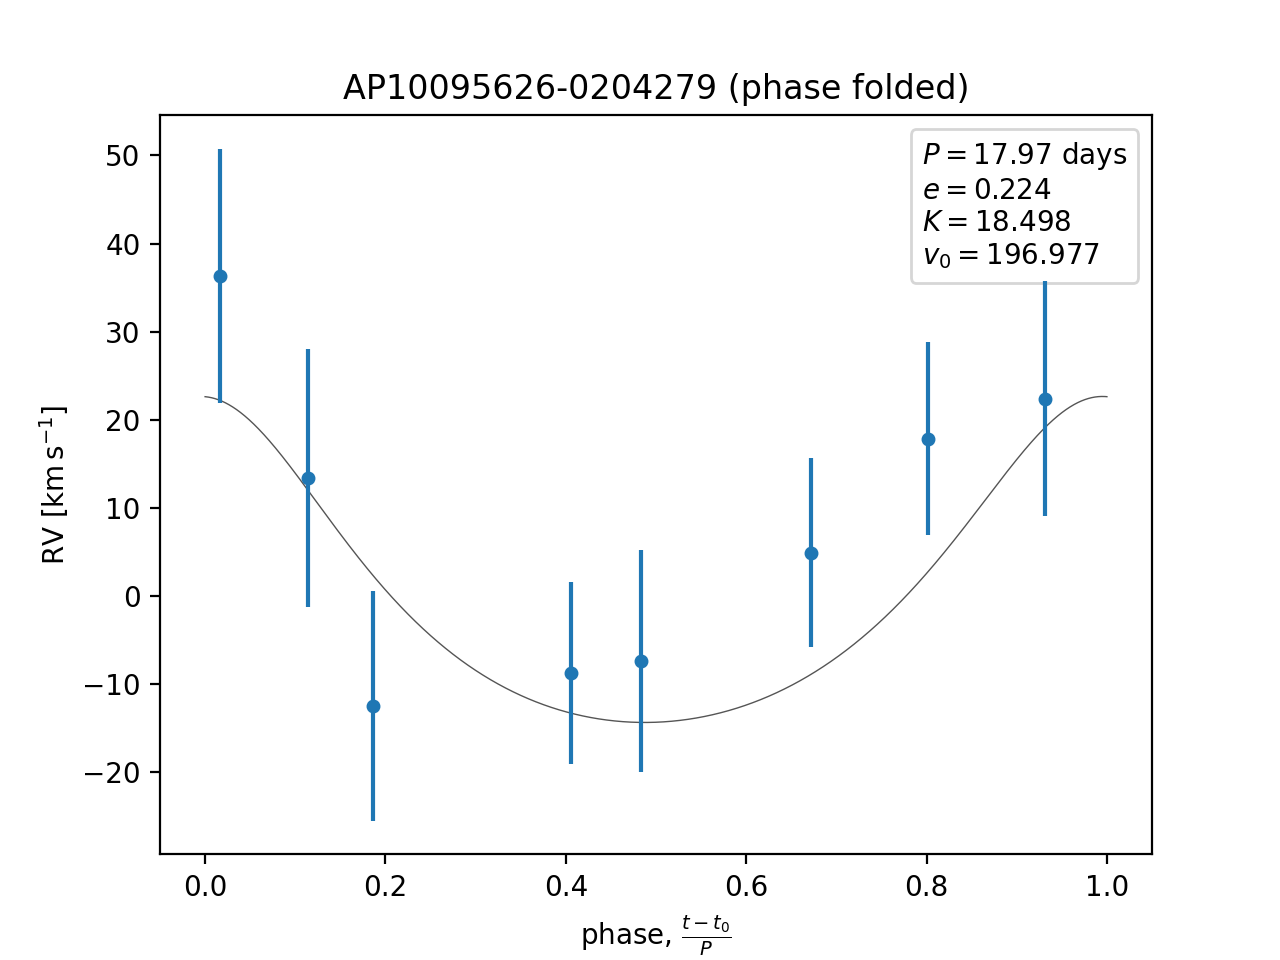 AP10095626-0204279 (phase folded)
P = 17.97 days
e = 0.224
K = 18.498
v₀ = 196.977
50
40
30
20
10
0
−10
−20
RV [km s⁻¹]
0.0 0.2 0.4 0.6 0.8 1.0
phase, (t − t₀)/P